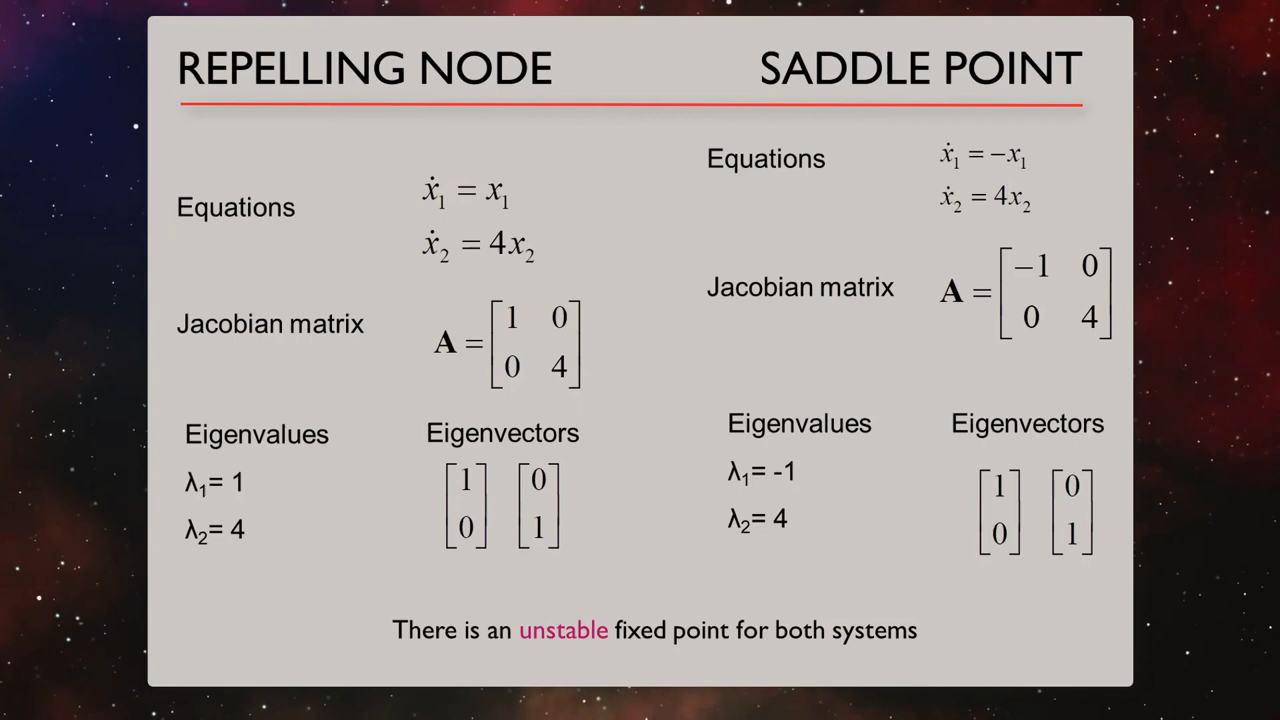 REPELLING NODE
SADDLE POINT
Equations
ẋ₁ = x₁
ẋ₂ = 4x₂
Jacobian matrix
A = [1 0
0 4]
Eigenvalues
λ₁= 1
λ₂= 4
Eigenvectors
[1 0] [0 1]
Equations
ẋ₁ = −x₁
ẋ₂ = 4x₂
Jacobian matrix
A = [−1 0
0 4]
Eigenvalues
λ₁= -1
λ₂= 4
Eigenvectors
[1 0] [0 1]
There is an unstable fixed point for both systems